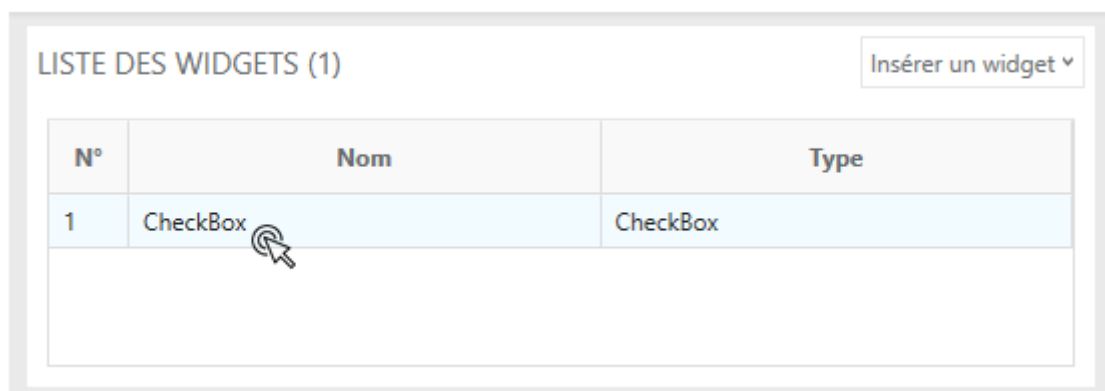 LISTE DES WIDGETS (1) Insérer un widget
N° Nom Type
1 CheckBox CheckBox